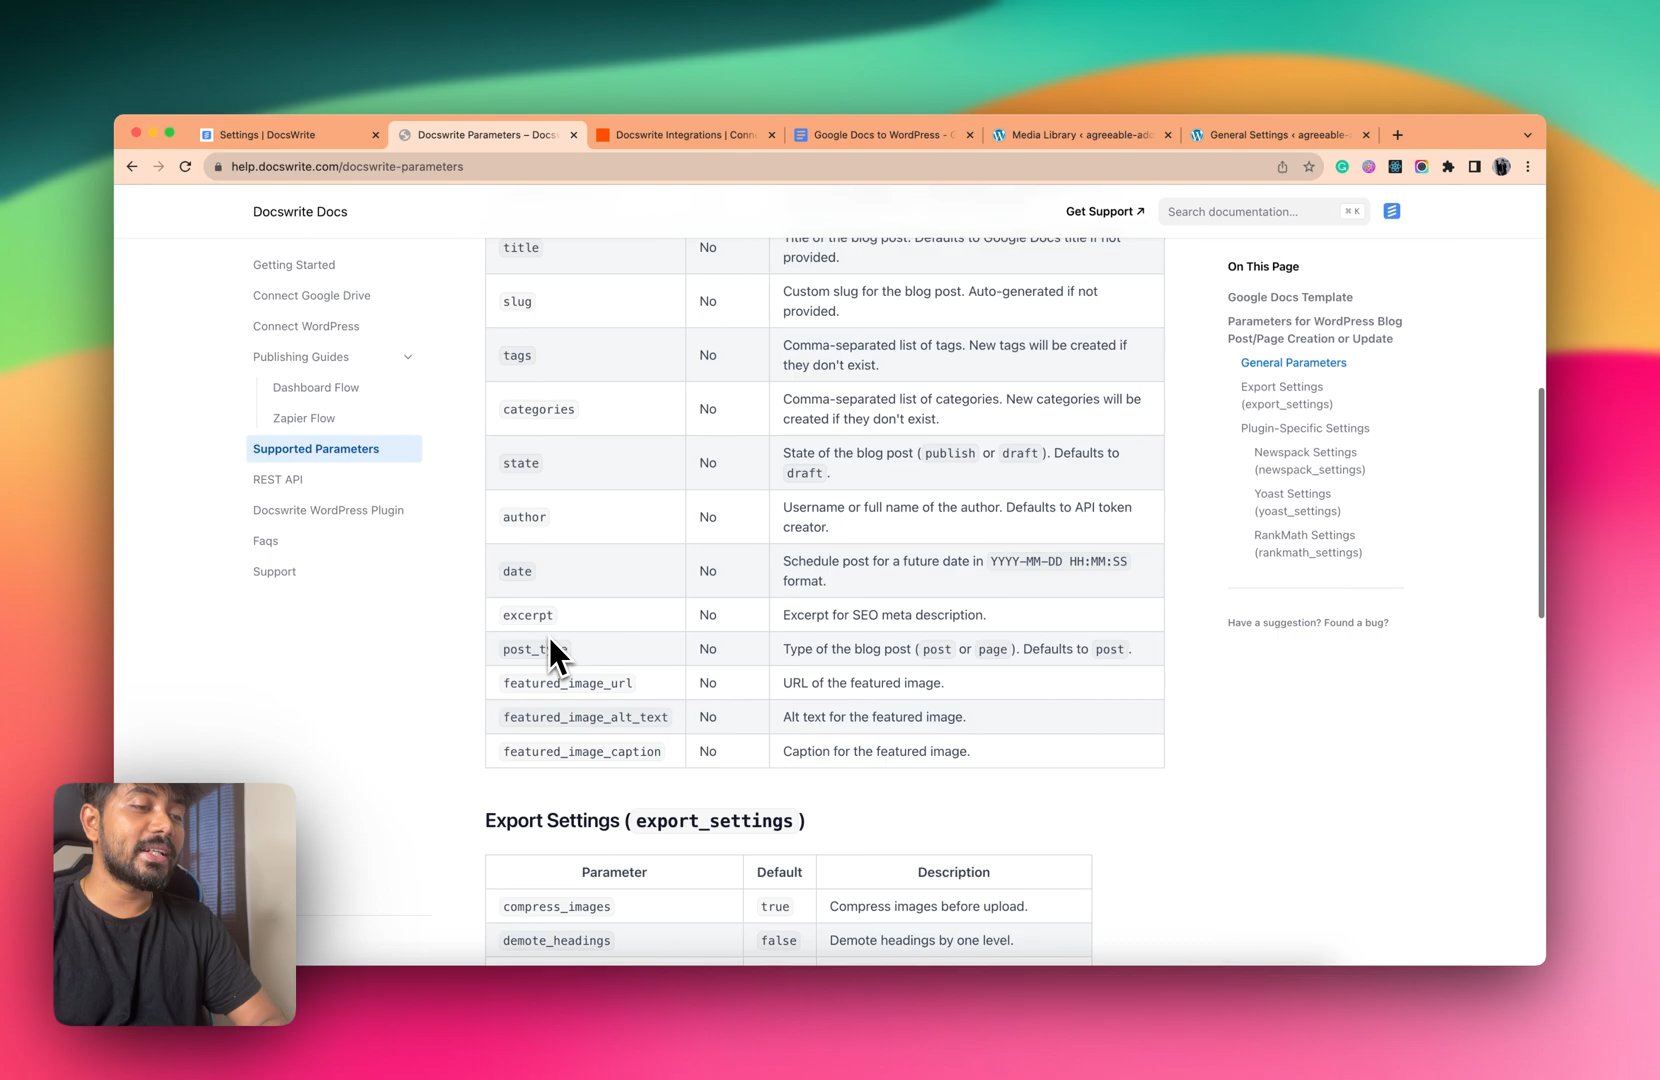 Settings | DocsWrite
Docswrite Parameters – Docs
Docswrite Integrations | Conn
Google Docs to WordPress -
Media Library ‹ agreeable-ado
General Settings ‹ agreeable-
help.docswrite.com/docswrite-parameters
Docswrite Docs
Get Support ↗
Search documentation...
⌘ K
Getting Started
Connect Google Drive
Connect WordPress
Publishing Guides
Dashboard Flow
Zapier Flow
Supported Parameters
REST API
Docswrite WordPress Plugin
Faqs
Support
title No Title of the blog post. Defaults to Google Docs title if not
provided.
slug No Custom slug for the blog post. Auto-generated if not
provided.
tags No Comma-separated list of tags. New tags will be created if
they don't exist.
categories No Comma-separated list of categories. New categories will be
created if they don't exist.
state No State of the blog post ( publish or draft ). Defaults to
draft .
author No Username or full name of the author. Defaults to API token
creator.
date No Schedule post for a future date in YYYY-MM-DD HH:MM:SS
format.
excerpt No Excerpt for SEO meta description.
No Type of the blog post ( post or page ). Defaults to post .
featured_image_url No URL of the featured image.
featured_image_alt_text No Alt text for the featured image.
featured_image_caption No Caption for the featured image.
Export Settings ( export_settings )
Parameter Default Description
compress_images true Compress images before upload.
demote_headings false Demote headings by one level.
On This Page
Google Docs Template
Parameters for WordPress Blog
Post/Page Creation or Update
General Parameters
Export Settings
(export_settings)
Plugin-Specific Settings
Newspack Settings
(newspack_settings)
Yoast Settings
(yoast_settings)
RankMath Settings
(rankmath_settings)
Have a suggestion? Found a bug?